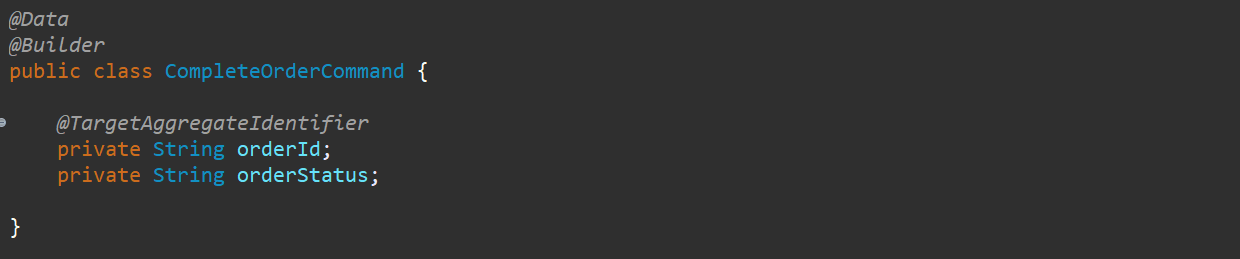 @Data
@Builder
public class CompleteOrderCommand {
@TargetAggregateIdentifier
private String orderId;
private String orderStatus;
}